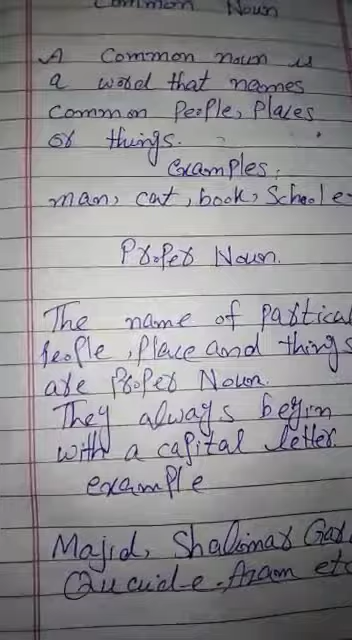 Common Noun
A Common noun is
a word that names
common People, Places
or things.
examples:
man, cat, book, Schoole
Proper Noun.
The name of partical
people, place and things
are Proper Noun.
They always begin
with a capital letter
example
Majid, Shalimar Gar
Quaid-e-Azam etc